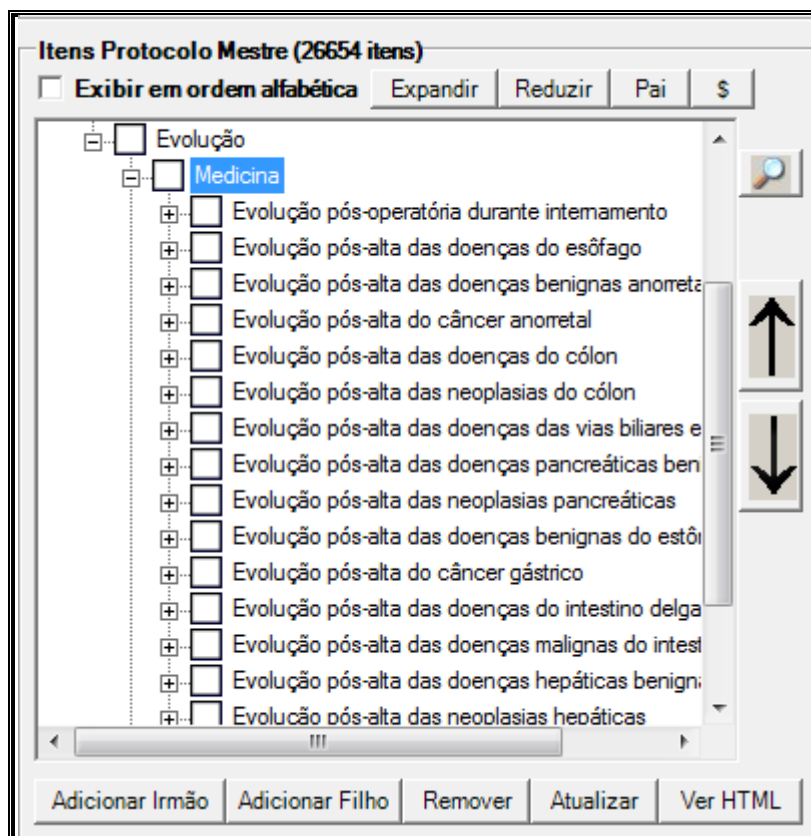 Itens Protocolo Mestre (26654 itens)
Exibir em ordem alfabética Expandir Reduzir Pai $
Evolução
Medicina
Evolução pós-operatória durante internamento
Evolução pós-alta das doenças do esôfago
Evolução pós-alta das doenças benignas anorreta
Evolução pós-alta do câncer anorretal
Evolução pós-alta das doenças do cólon
Evolução pós-alta das neoplasias do cólon
Evolução pós-alta das doenças das vias biliares e
Evolução pós-alta das doenças pancreáticas beni
Evolução pós-alta das neoplasias pancreáticas
Evolução pós-alta das doenças benignas do estôi
Evolução pós-alta do câncer gástrico
Evolução pós-alta das doenças do intestino delga
Evolução pós-alta das doenças malignas do intest
Evolução pós-alta das doenças hepáticas benigna
Evolução pós-alta das neoplasias hepáticas
Adicionar Irmão Adicionar Filho Remover Atualizar Ver HTML